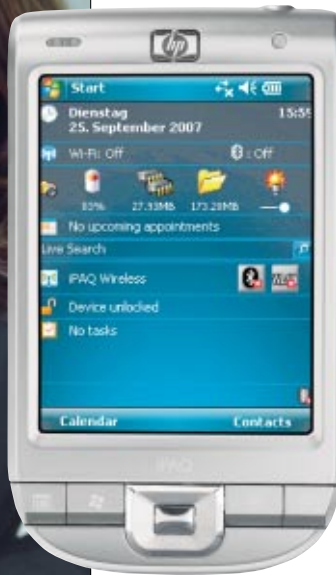 hp
Start
Dienstag 15:55
25. September 2007
Wi-Fi: Off : Off
83% 27.93MB 173.28MB
No upcoming appointments
Live Search
iPAQ Wireless
Device unlocked
No tasks
Calendar Contacts
iPAQ